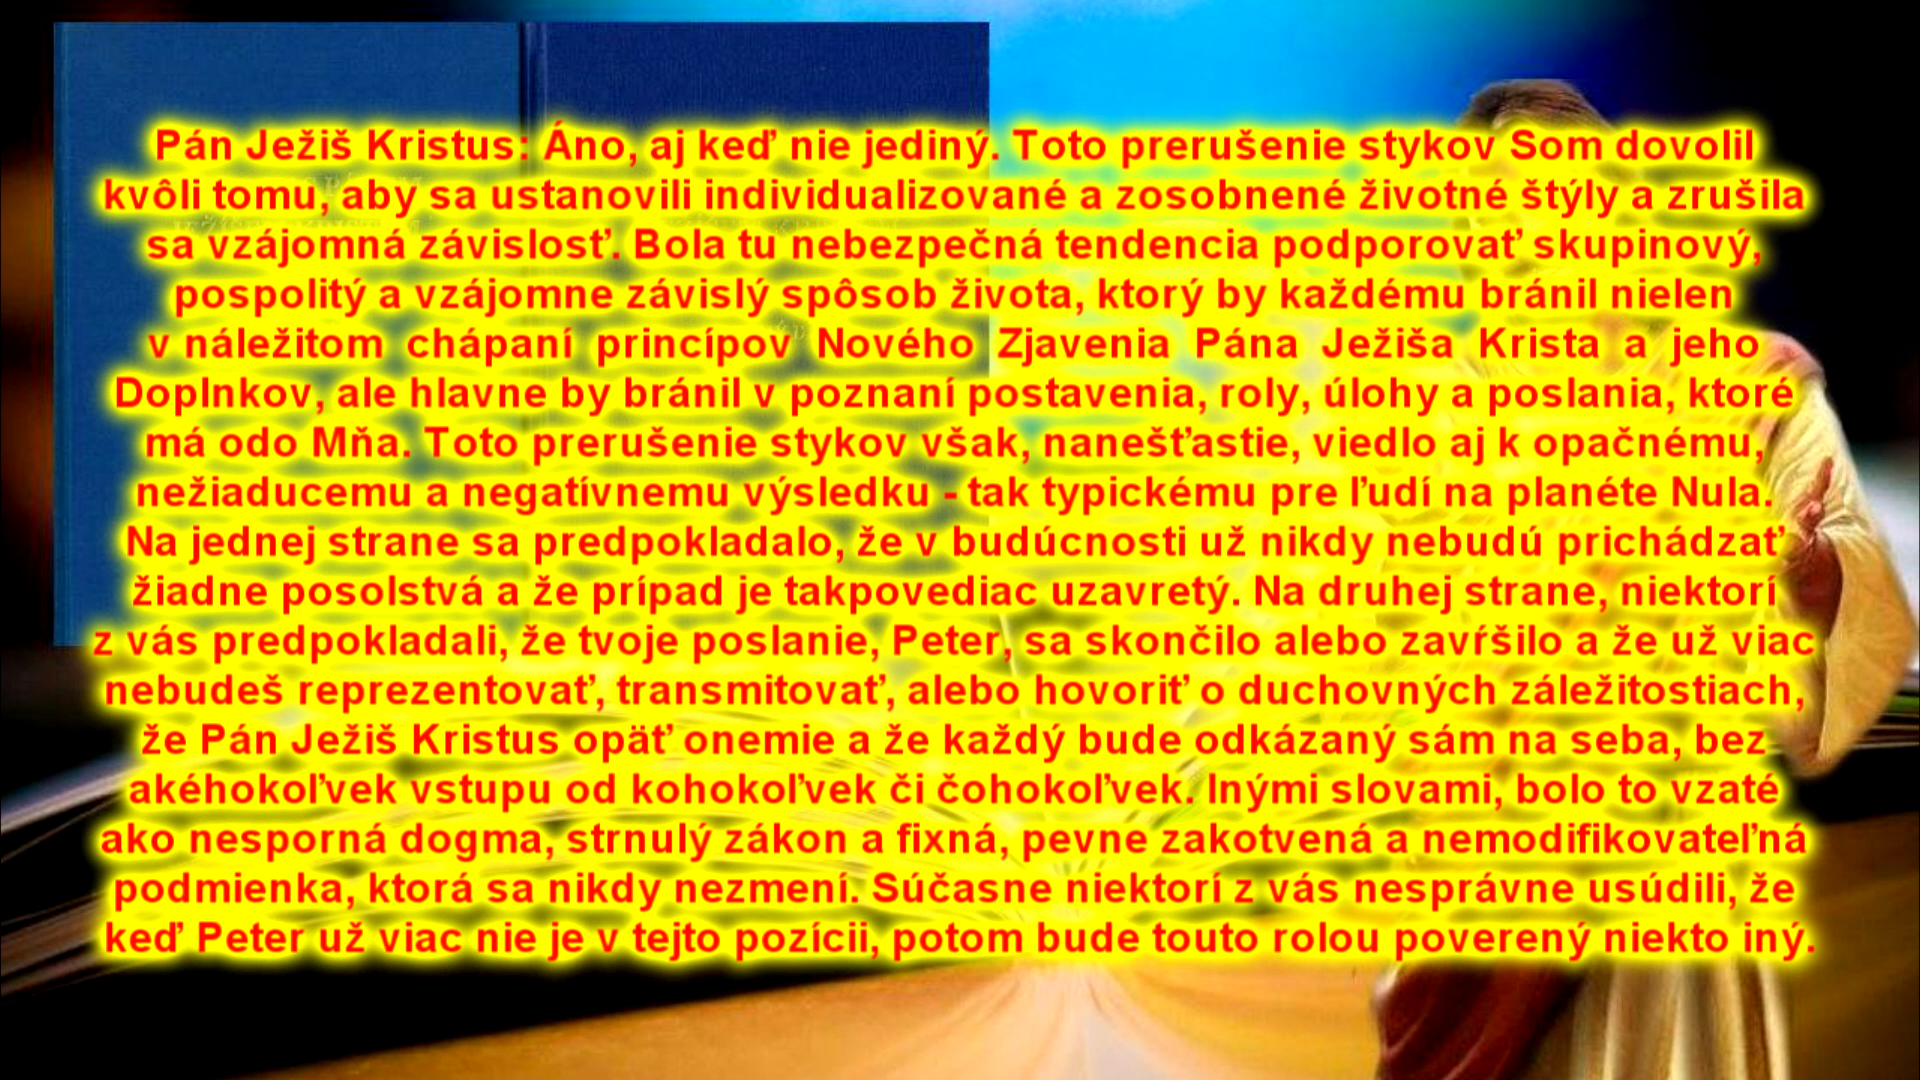 Pán Ježiš Kristus: Áno, aj keď nie jediný. Toto prerušenie stykov Som dovolil
kvôli tomu, aby sa ustanovili individualizované a zosobnené životné štýly a zrušila
sa vzájomná závislosť. Bola tu nebezpečná tendencia podporovať skupinový,
pospolitý a vzájomne závislý spôsob života, ktorý by každému bránil nielen
v náležitom chápaní princípov Nového Zjavenia Pána Ježiša Krista a jeho
Doplnkov, ale hlavne by bránil v poznaní postavenia, roly, úlohy a poslania, ktoré
má odo Mňa. Toto prerušenie stykov však, nanešťastie, viedlo aj k opačnému,
nežiaducemu a negatívnemu výsledku - tak typickému pre ľudí na planéte Nula.
Na jednej strane sa predpokladalo, že v budúcnosti už nikdy nebudú prichádzať
žiadne posolstvá a že prípad je takpovediac uzavretý. Na druhej strane, niektorí
z vás predpokladali, že tvoje poslanie, Peter, sa skončilo alebo zavŕšilo a že už viac
nebudeš reprezentovať, transmitovať, alebo hovoriť o duchovných záležitostiach,
že Pán Ježiš Kristus opäť onemie a že každý bude odkázaný sám na seba, bez
akéhokoľvek vstupu od kohokoľvek či čohokoľvek. Inými slovami, bolo to vzaté
ako nesporná dogma, strnulý zákon a fixná, pevne zakotvená a nemodifikovateľná
podmienka, ktorá sa nikdy nezmení. Súčasne niektorí z vás nesprávne usúdili, že
keď Peter už viac nie je v tejto pozícii, potom bude touto rolou poverený niekto iný.